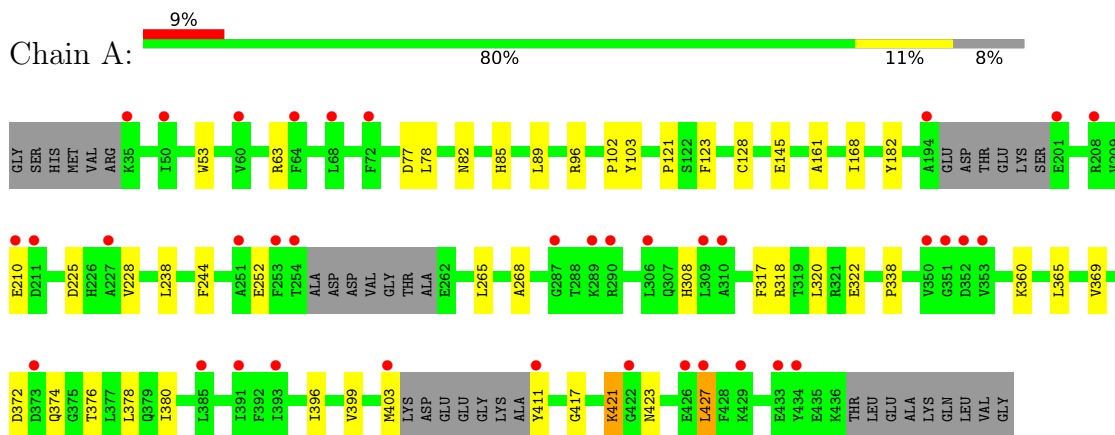 9%
Chain A:
80% 11% 8%
GLY SER HIS MET VAL ARG K35 I50 W53 V60 R63 F64 L68 F72 D77 L78 N82 H85 L89 R96 P102 Y103 P121 S122 F123 C128 E145 A161 I168 Y182 A194 GLU ASP THR GLU LYS SER E201 R208 V209
E210 D211 D225 H226 A227 V228 L238 F244 A251 E252 F253 T254 ALA ASP ASP VAL GLY THR ALA E262 L265 A268 G287 T288 K289 R290 L306 Q307 H308 L309 A310 F317 R318 T319 L320 R321 E322 P338 V350 G351 D352 V353 K360 L365 V369
D372 D373 Q374 G375 T376 L377 L378 Q379 I380 L385 I391 F392 I393 I396 V399 M403 LYS ASP GLU GLU GLY LYS ALA Y411 G417 K421 G422 N423 E426 L427 F428 K429 E433 Y434 E435 K436 THR LEU GLU ALA LYS GLN LEU VAL GLY